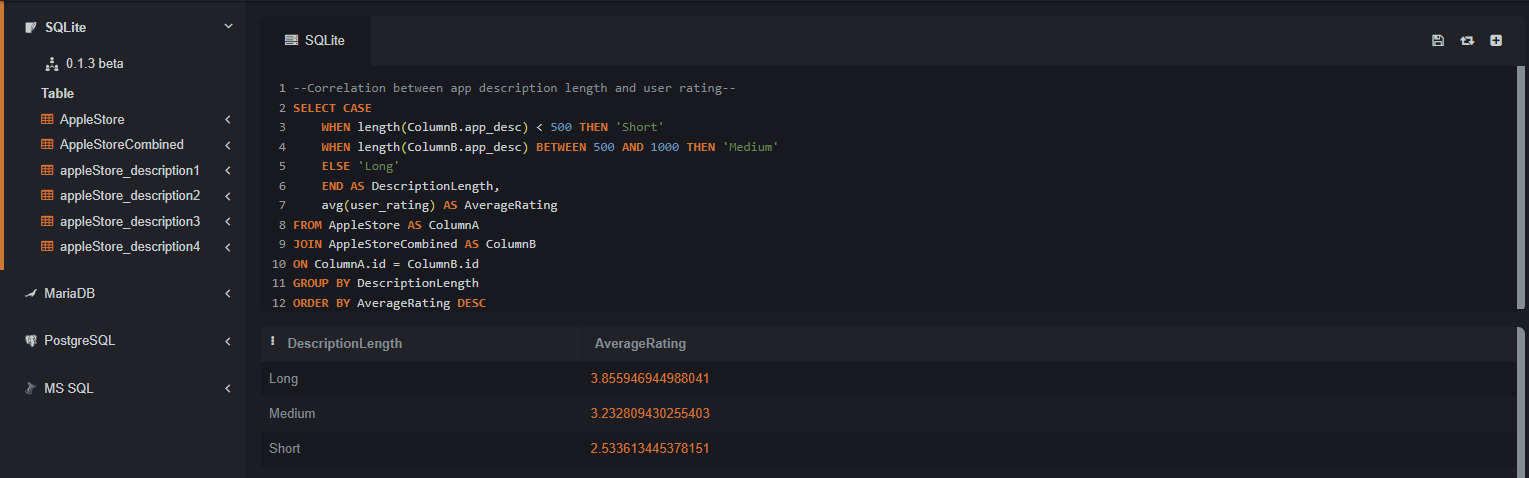 SQLite
0.1.3 beta
Table
AppleStore
AppleStoreCombined
appleStore_description1
appleStore_description2
appleStore_description3
appleStore_description4
MariaDB
PostgreSQL
MS SQL
SQLite
1 --Correlation between app description length and user rating--
2 SELECT CASE
3 WHEN length(ColumnB.app_desc) < 500 THEN 'Short'
4 WHEN length(ColumnB.app_desc) BETWEEN 500 AND 1000 THEN 'Medium'
5 ELSE 'Long'
6 END AS DescriptionLength,
7 avg(user_rating) AS AverageRating
8 FROM AppleStore AS ColumnA
9 JOIN AppleStoreCombined AS ColumnB
10 ON ColumnA.id = ColumnB.id
11 GROUP BY DescriptionLength
12 ORDER BY AverageRating DESC
DescriptionLength AverageRating
Long 3.855946944988041
Medium 3.232809430255403
Short 2.533613445378151